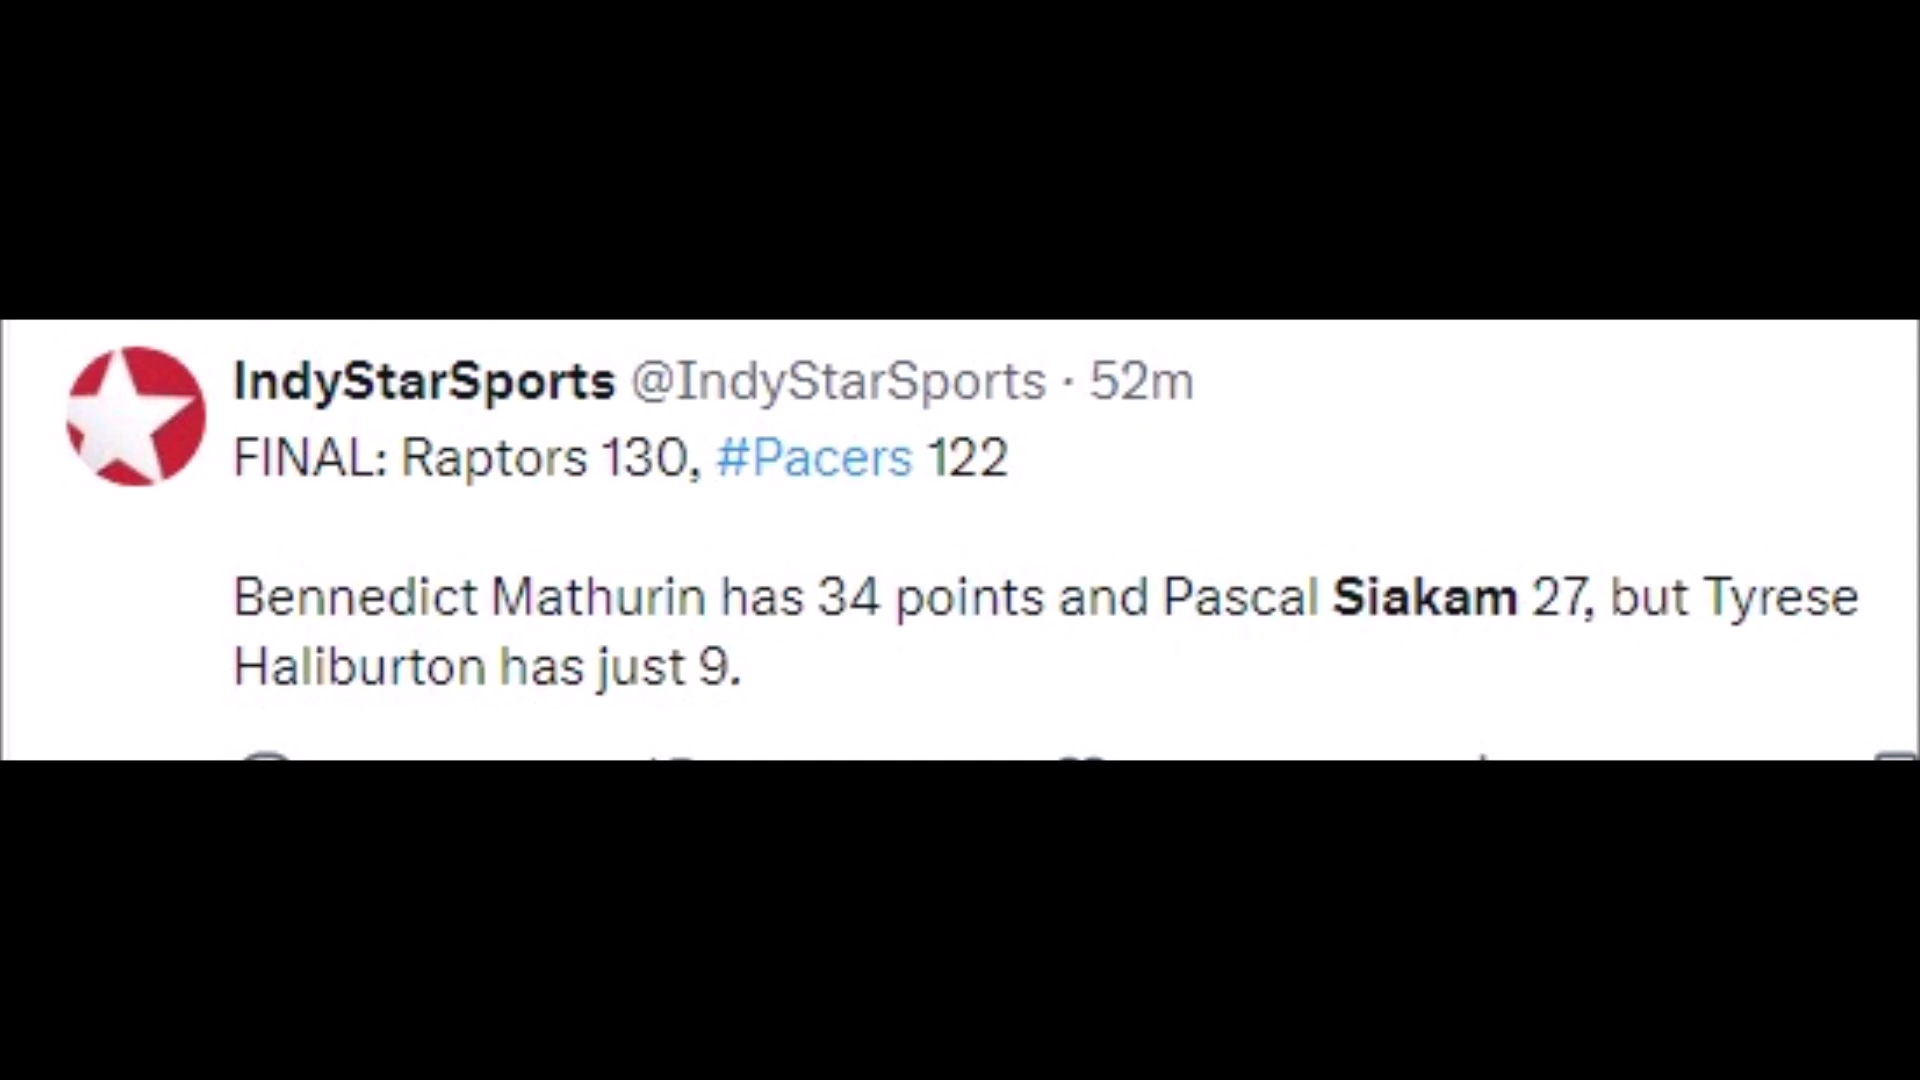 IndyStarSports @IndyStarSports · 52m
FINAL: Raptors 130, #Pacers 122
Bennedict Mathurin has 34 points and Pascal Siakam 27, but Tyrese
Haliburton has just 9.